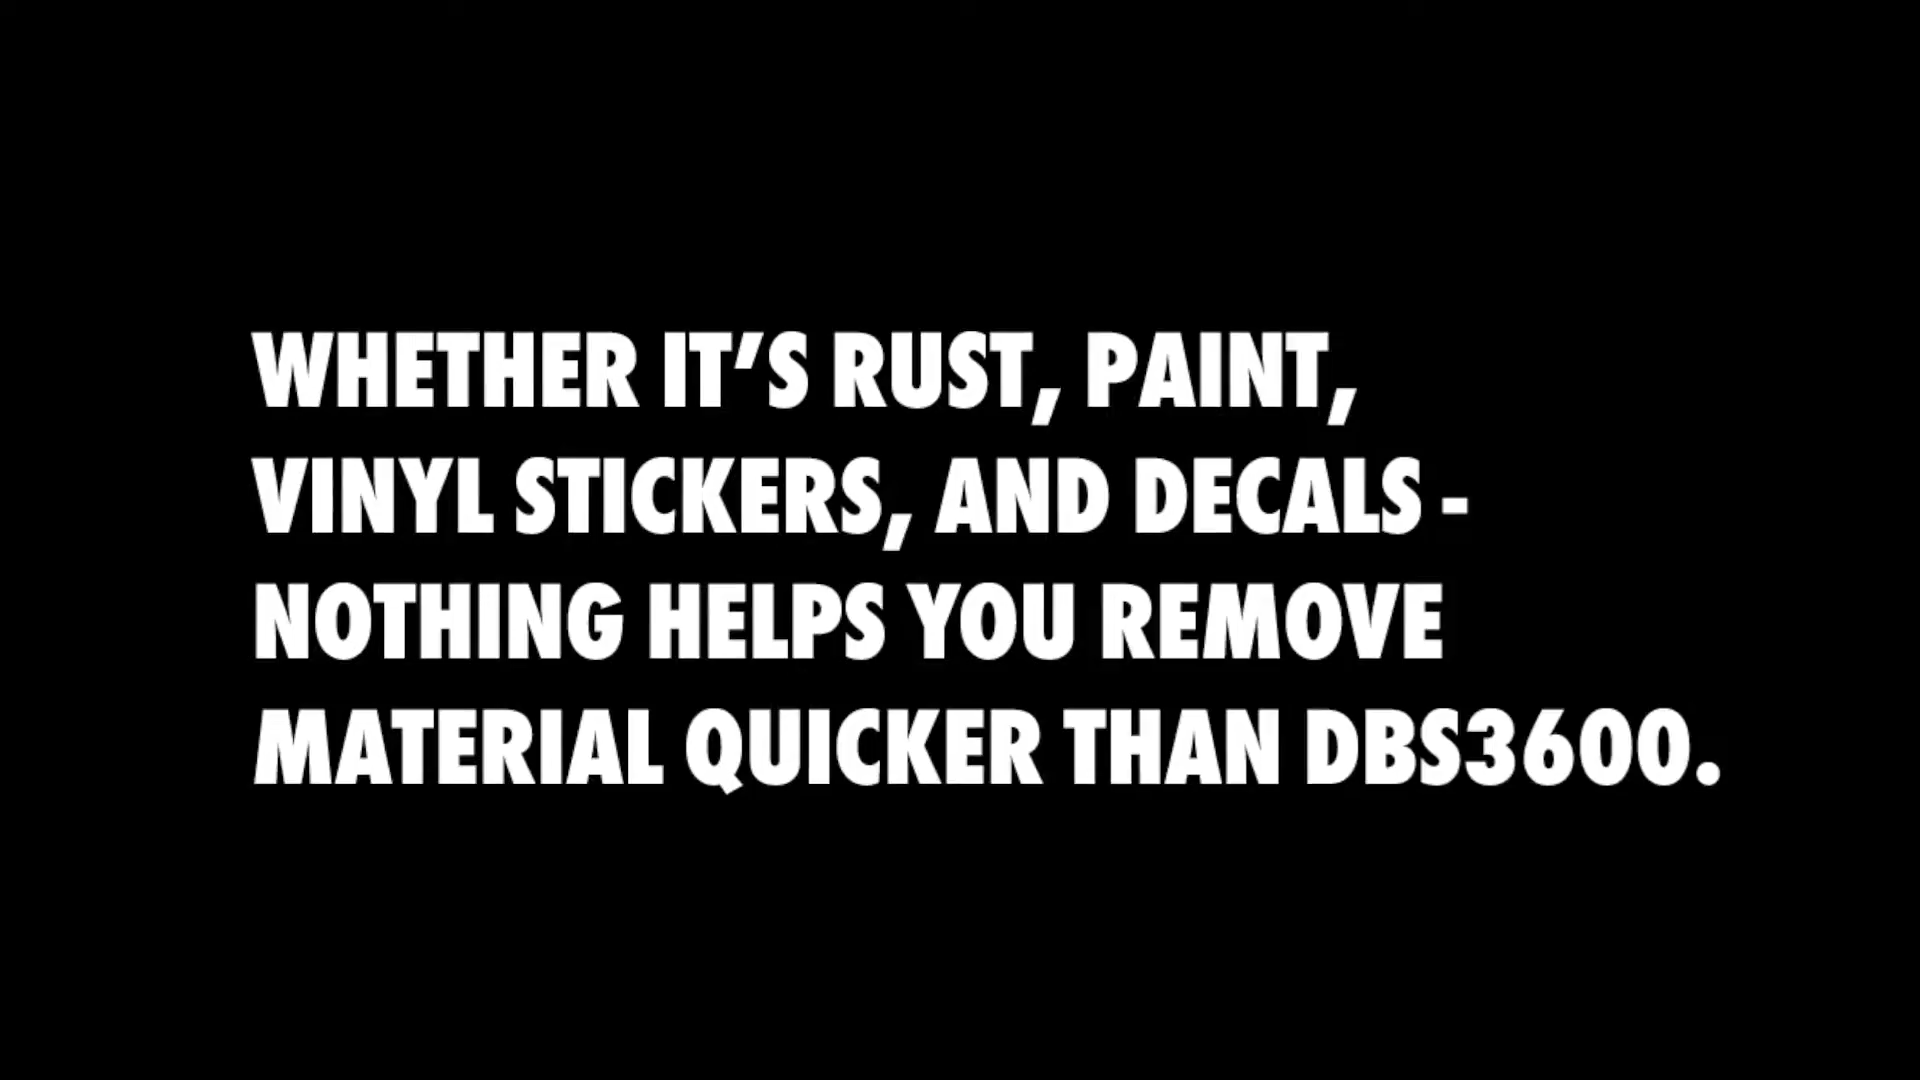 WHETHER IT’S RUST, PAINT,
VINYL STICKERS, AND DECALS -
NOTHING HELPS YOU REMOVE
MATERIAL QUICKER THAN DBS3600.